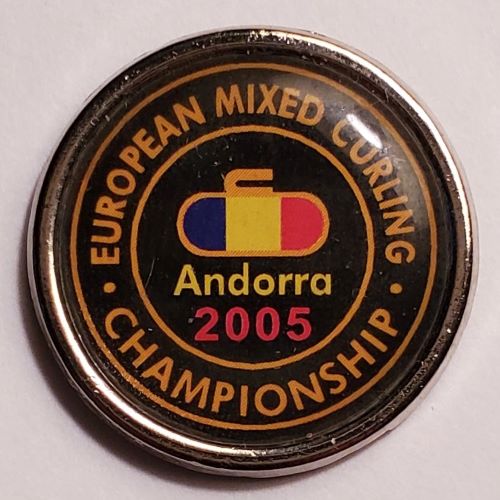 EUROPEAN MIXED CURLING
• CHAMPIONSHIP •
Andorra
2005